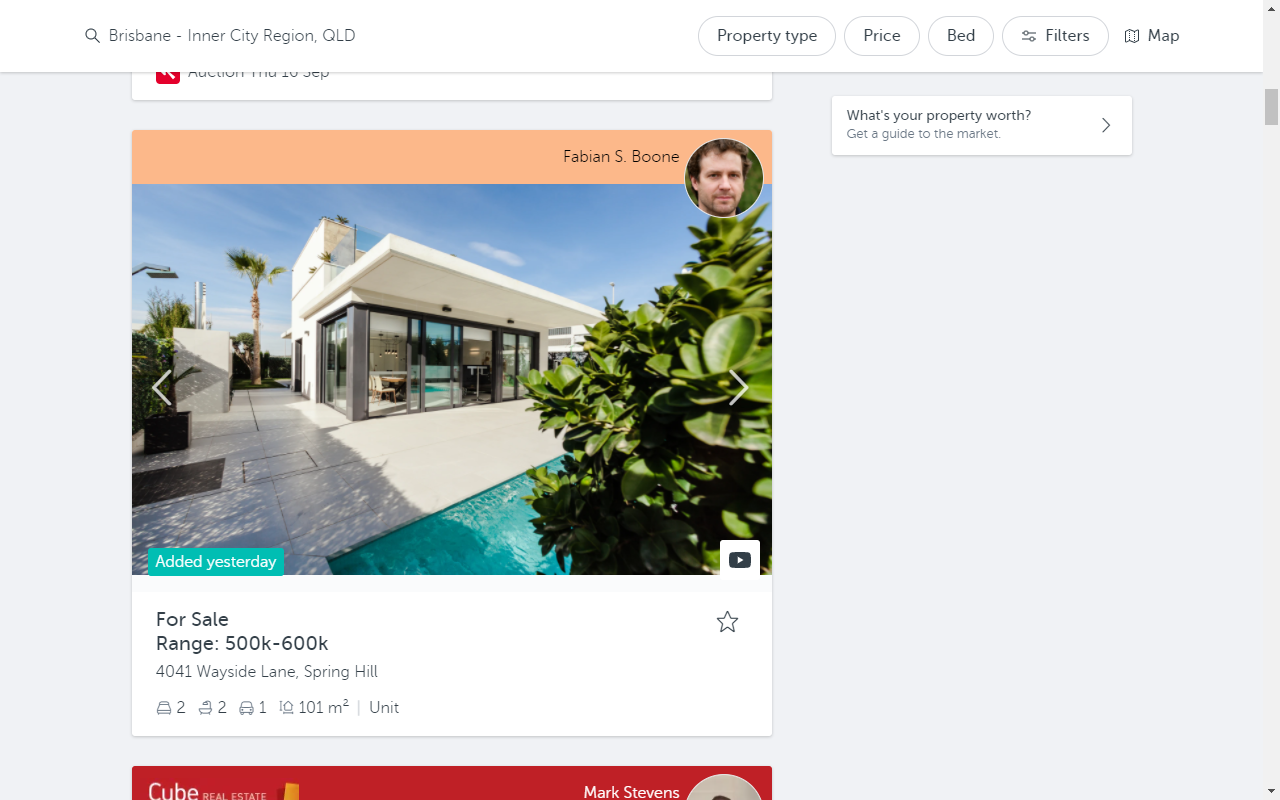 Brisbane - Inner City Region, QLD
Property type
Price
Bed
Filters
Map
Auction Thu 16 Sep
What's your property worth?
Get a guide to the market.
Fabian S. Boone
Added yesterday
For Sale
Range: 500k-600k
4041 Wayside Lane, Spring Hill
2 2 1 101 m² | Unit
Cube REAL ESTATE
Mark Stevens